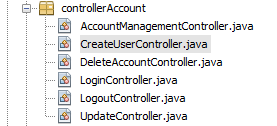 controllerAccount
AccountManagementController.java
CreateUserController.java
DeleteAccountController.java
LoginController.java
LogoutController.java
UpdateController.java